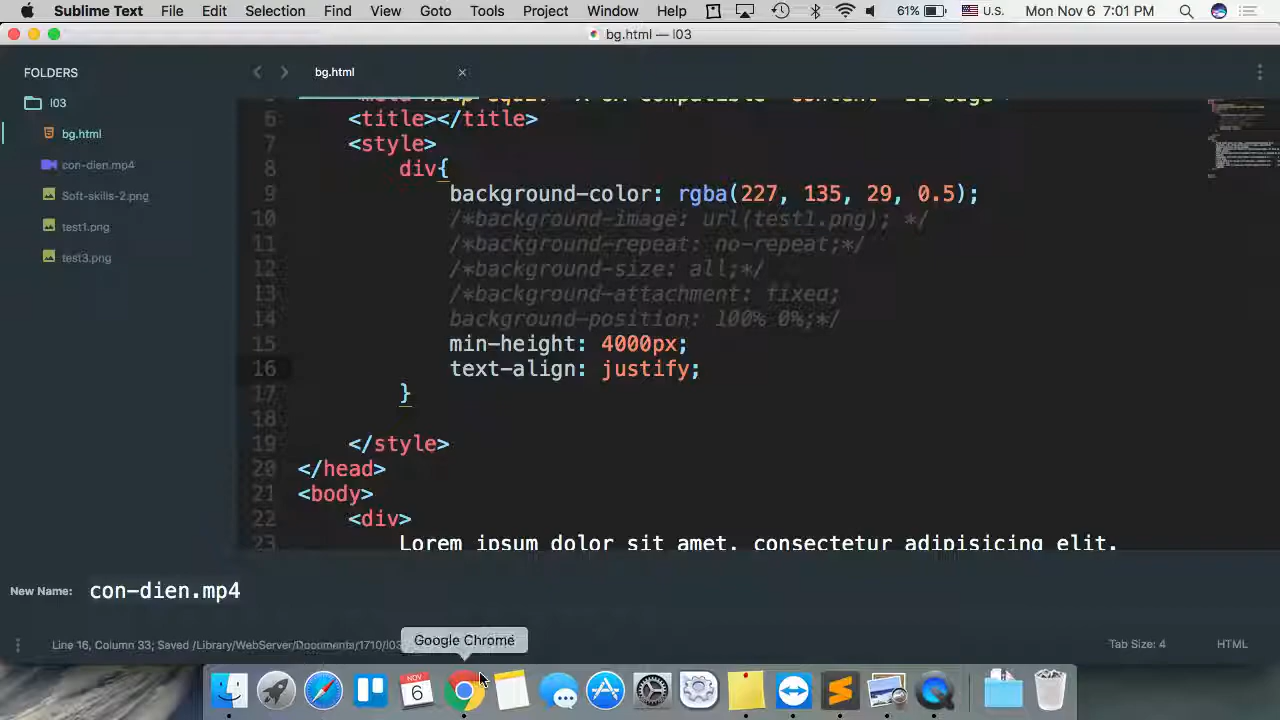 Sublime Text File Edit Selection Find View Goto Tools Project Window Help 61% U.S. Mon Nov 6 7:01 PM
bg.html — l03
FOLDERS
l03
bg.html
con-dien.mp4
Soft-skills-2.png
test1.png
test3.png
bg.html
6 <title></title>
7 <style>
8 div{
9 background-color: rgba(227, 135, 29, 0.5);
10 /*background-image: url(test1.png); */
11 /*background-repeat: no-repeat;*/
12 /*background-size: all;*/
13 /*background-attachment: fixed;
14 background-position: 100% 0%;*/
15 min-height: 4000px;
16 text-align: justify;
17 }
18
19 </style>
20 </head>
21 <body>
22 <div>
23 Lorem ipsum dolor sit amet, consectetur adipisicing elit.
New Name: con-dien.mp4
Line 16, Column 33; Saved /Library/WebServer/Documents/1710/l03
Tab Size: 4 HTML
Google Chrome
NOV
6